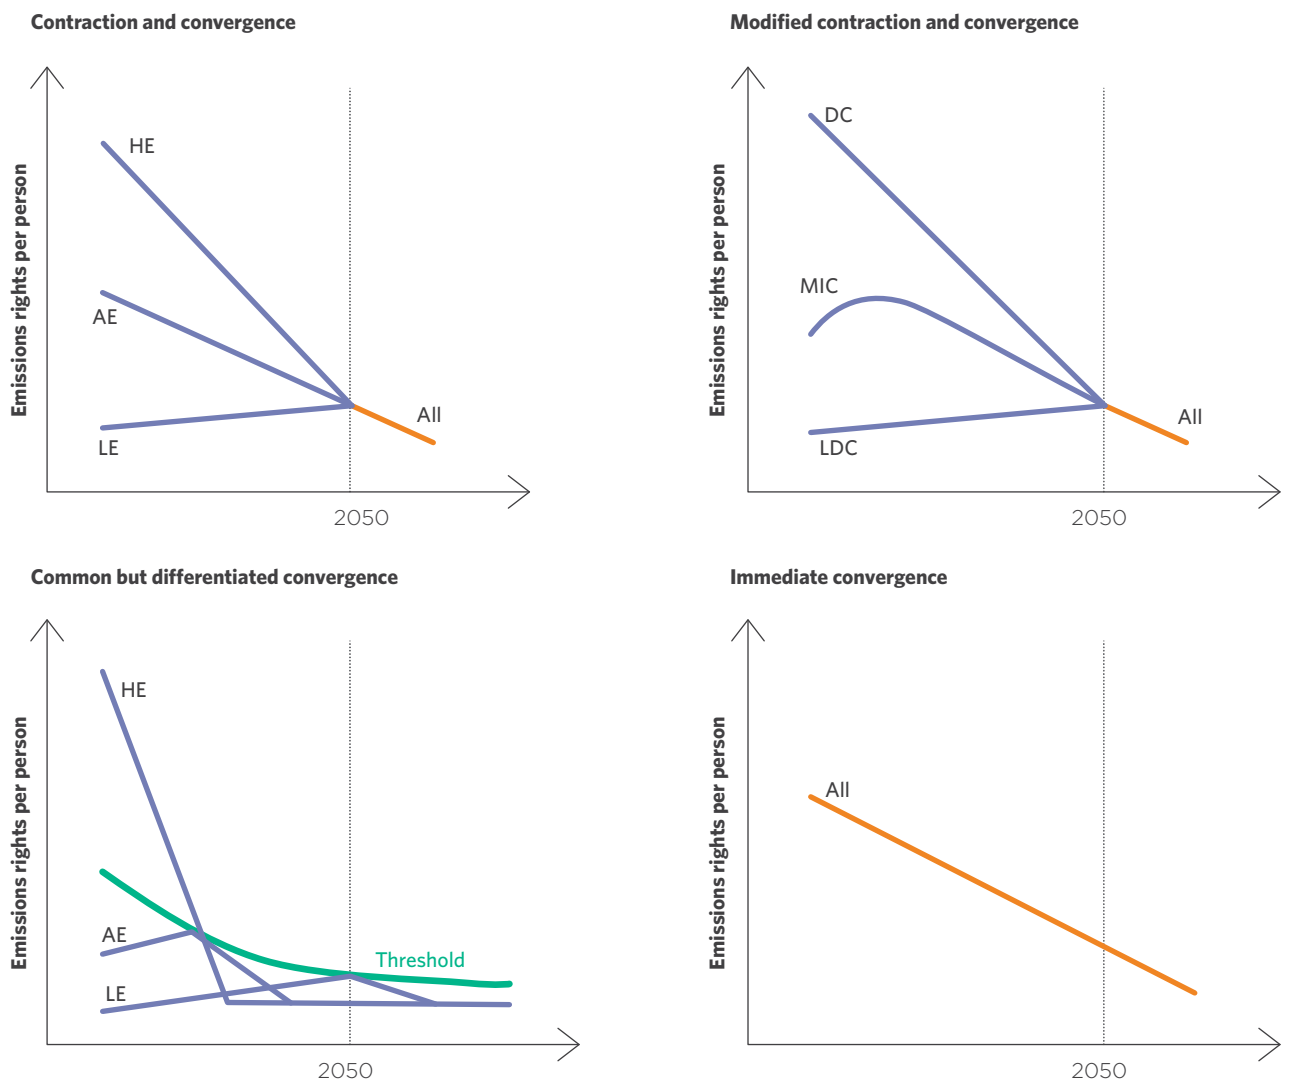 Contraction and convergence
Emissions rights per person
HE
AE
LE
All
2050
Modified contraction and convergence
Emissions rights per person
DC
MIC
LDC
All
2050
Common but differentiated convergence
Emissions rights per person
HE
AE
LE
Threshold
2050
Immediate convergence
Emissions rights per person
All
2050